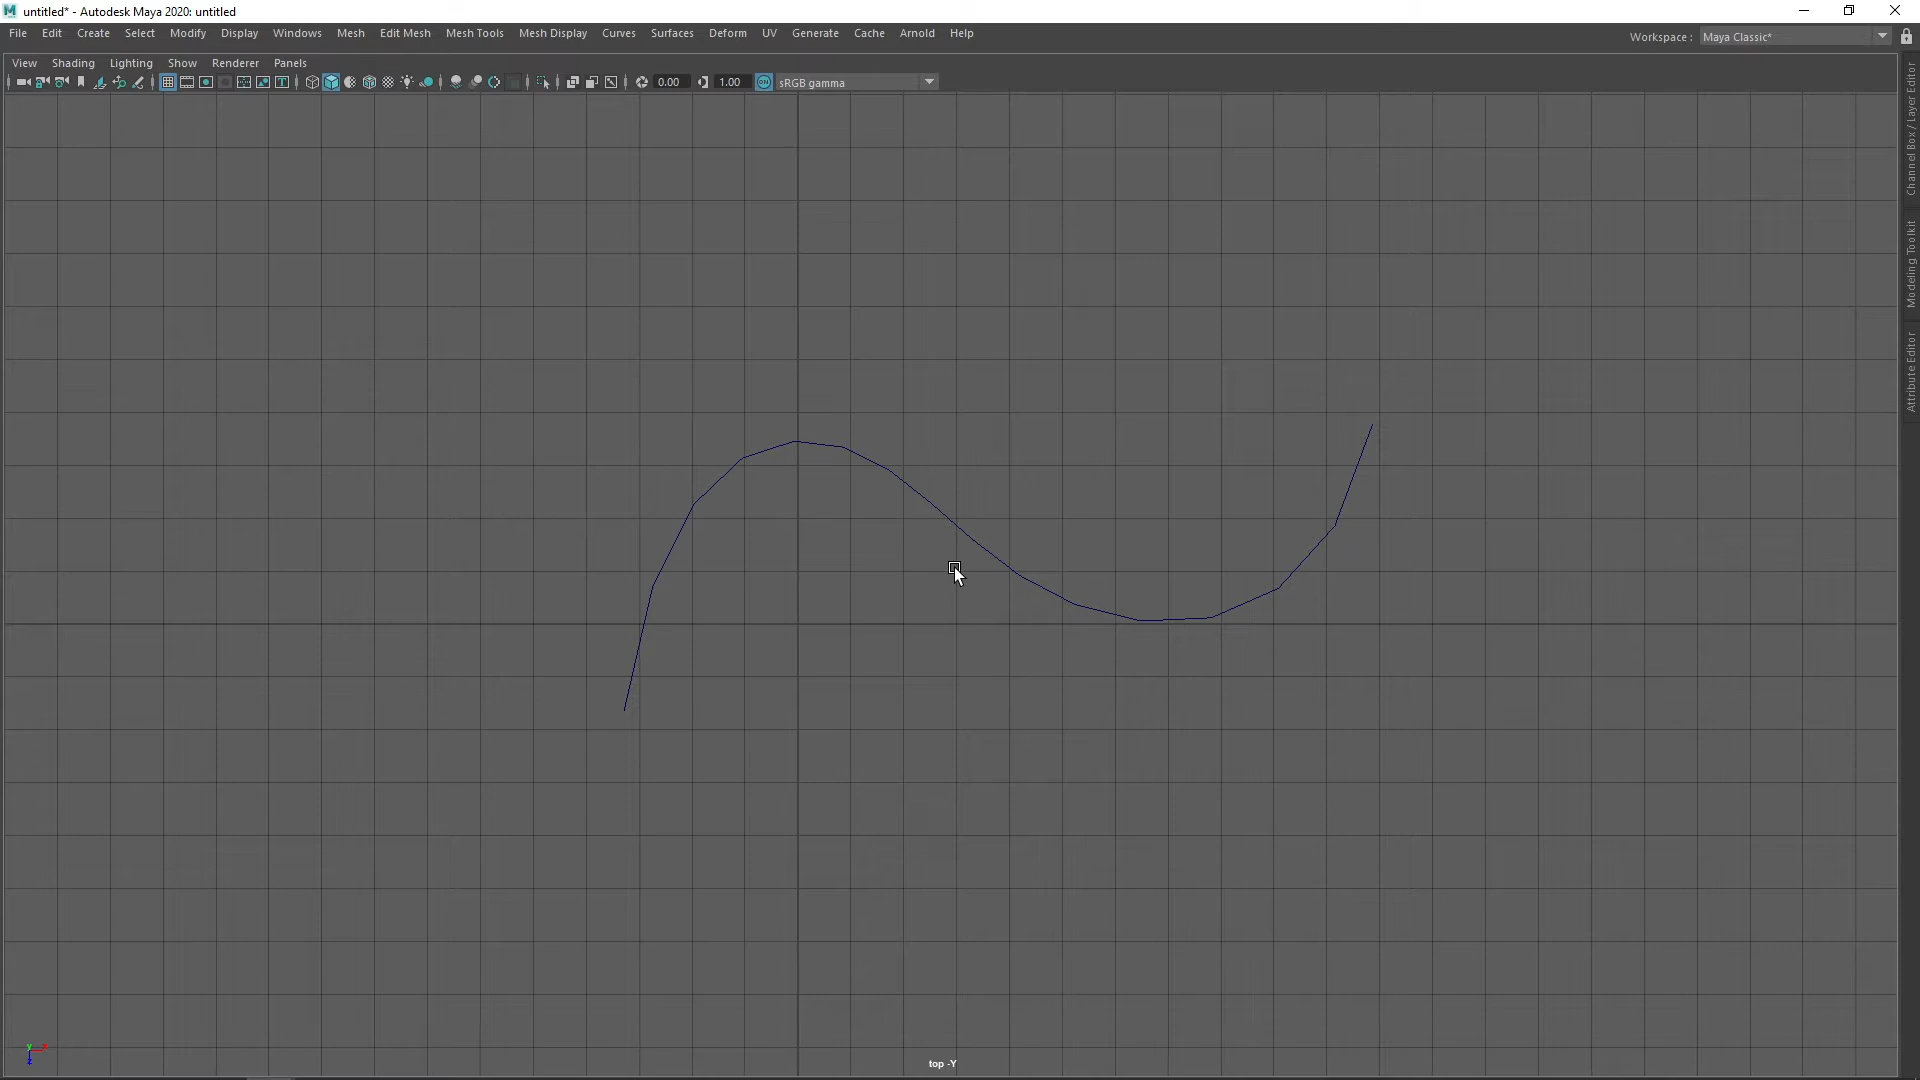 untitled* - Autodesk Maya 2020: untitled
File Edit Create Select Modify Display Windows Mesh Edit Mesh Mesh Tools Mesh Display Curves Surfaces Deform UV Generate Cache Arnold Help
Workspace : Maya Classic*
View Shading Lighting Show Renderer Panels
0.00 1.00 ON sRGB gamma
Channel Box / Layer Editor
Modeling Toolkit
Attribute Editor
y x
z
top -Y